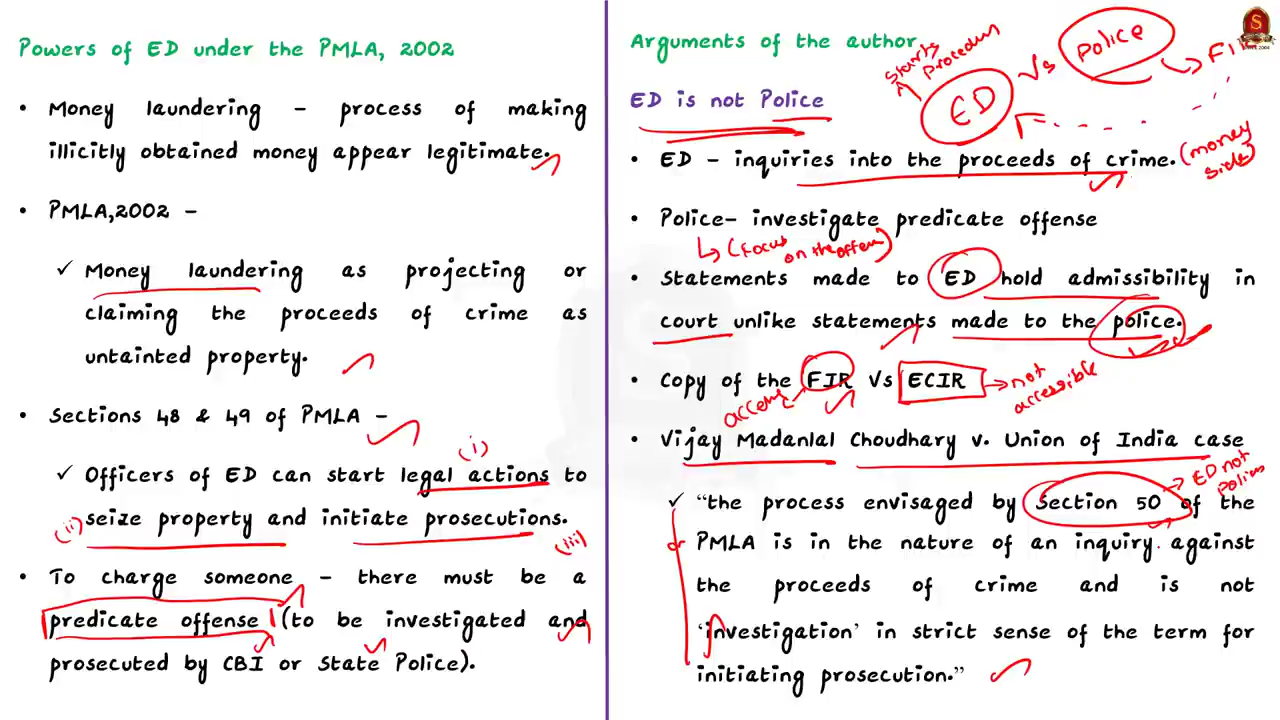 Powers of ED under the PMLA, 2002
• Money laundering – process of making
illicitly obtained money appear legitimate.
• PMLA,2002 –
✓ Money laundering as projecting or
claiming the proceeds of crime as
untainted property.
• Sections 48 & 49 of PMLA –
(i)
✓ Officers of ED can start legal actions to
(ii) seize property and initiate prosecutions.
(iii)
• To charge someone – there must be a
predicate offense (to be investigated and
prosecuted by CBI or State Police).
Arguments of the author
starts procedure
ED Vs Police
ED is not Police
• ED – inquiries into the proceeds of crime. (money
side)
• Police– investigate predicate offense
(focus
on the offense)
• Statements made to ED hold admissibility in
court unlike statements made to the police.
• Copy of the FIR Vs ECIR → not
accessible
• Vijay Madanlal Choudhary v. Union of India case
→ ED not
✓ “the process envisaged by Section 50 of the
PMLA is in the nature of an inquiry against
the proceeds of crime and is not
‘investigation’ in strict sense of the term for
initiating prosecution.”
S